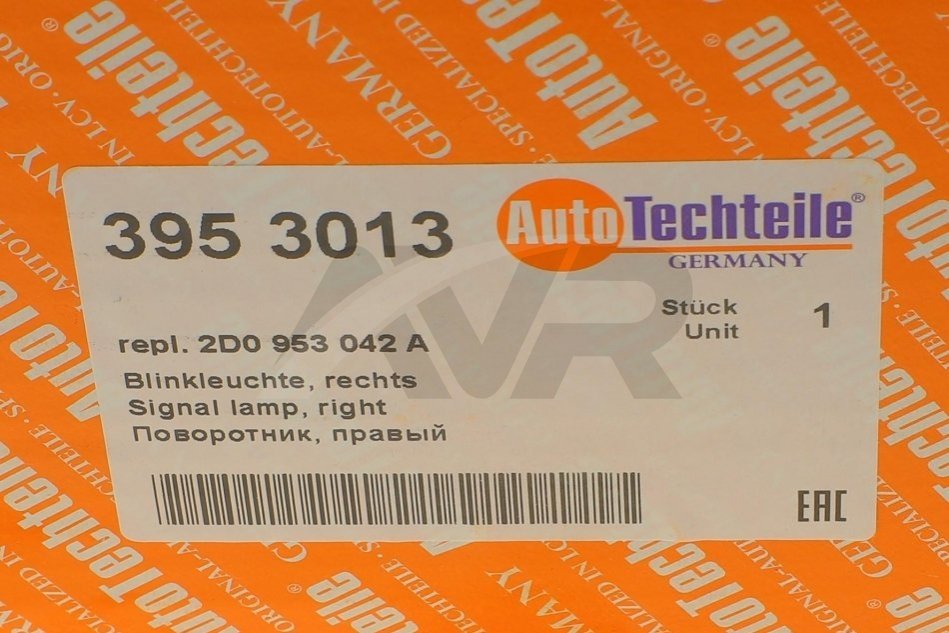 395 3013
AutoTechteile®
GERMANY
Stück 1
Unit
repl. 2D0 953 042 A
Blinkleuchte, rechts
Signal lamp, right
Поворотник, правый
EAC
AVR